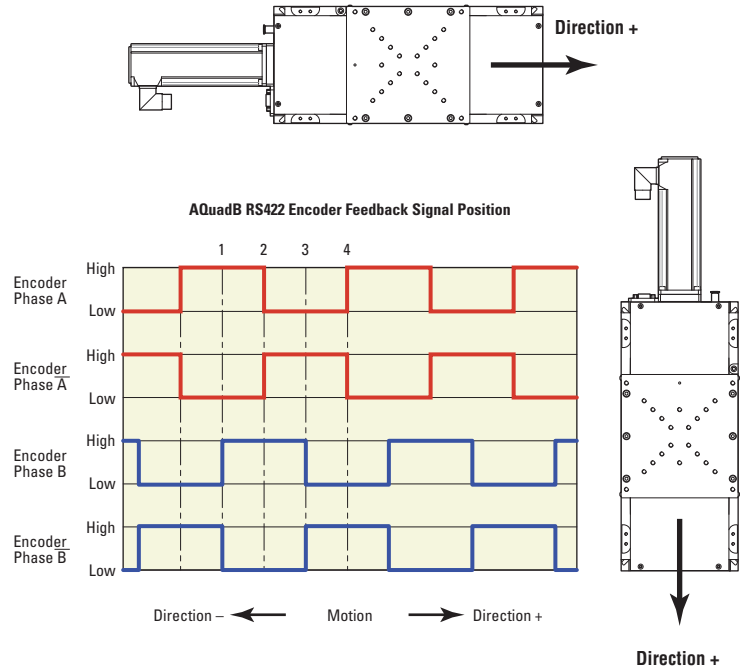 Direction +
AQuadB RS422 Encoder Feedback Signal Position
1 2 3 4
High
Encoder
Phase A
Low
High
Encoder
Phase A̅
Low
High
Encoder
Phase B
Low
High
Encoder
Phase B̅
Low
Direction – Motion Direction +
Direction +